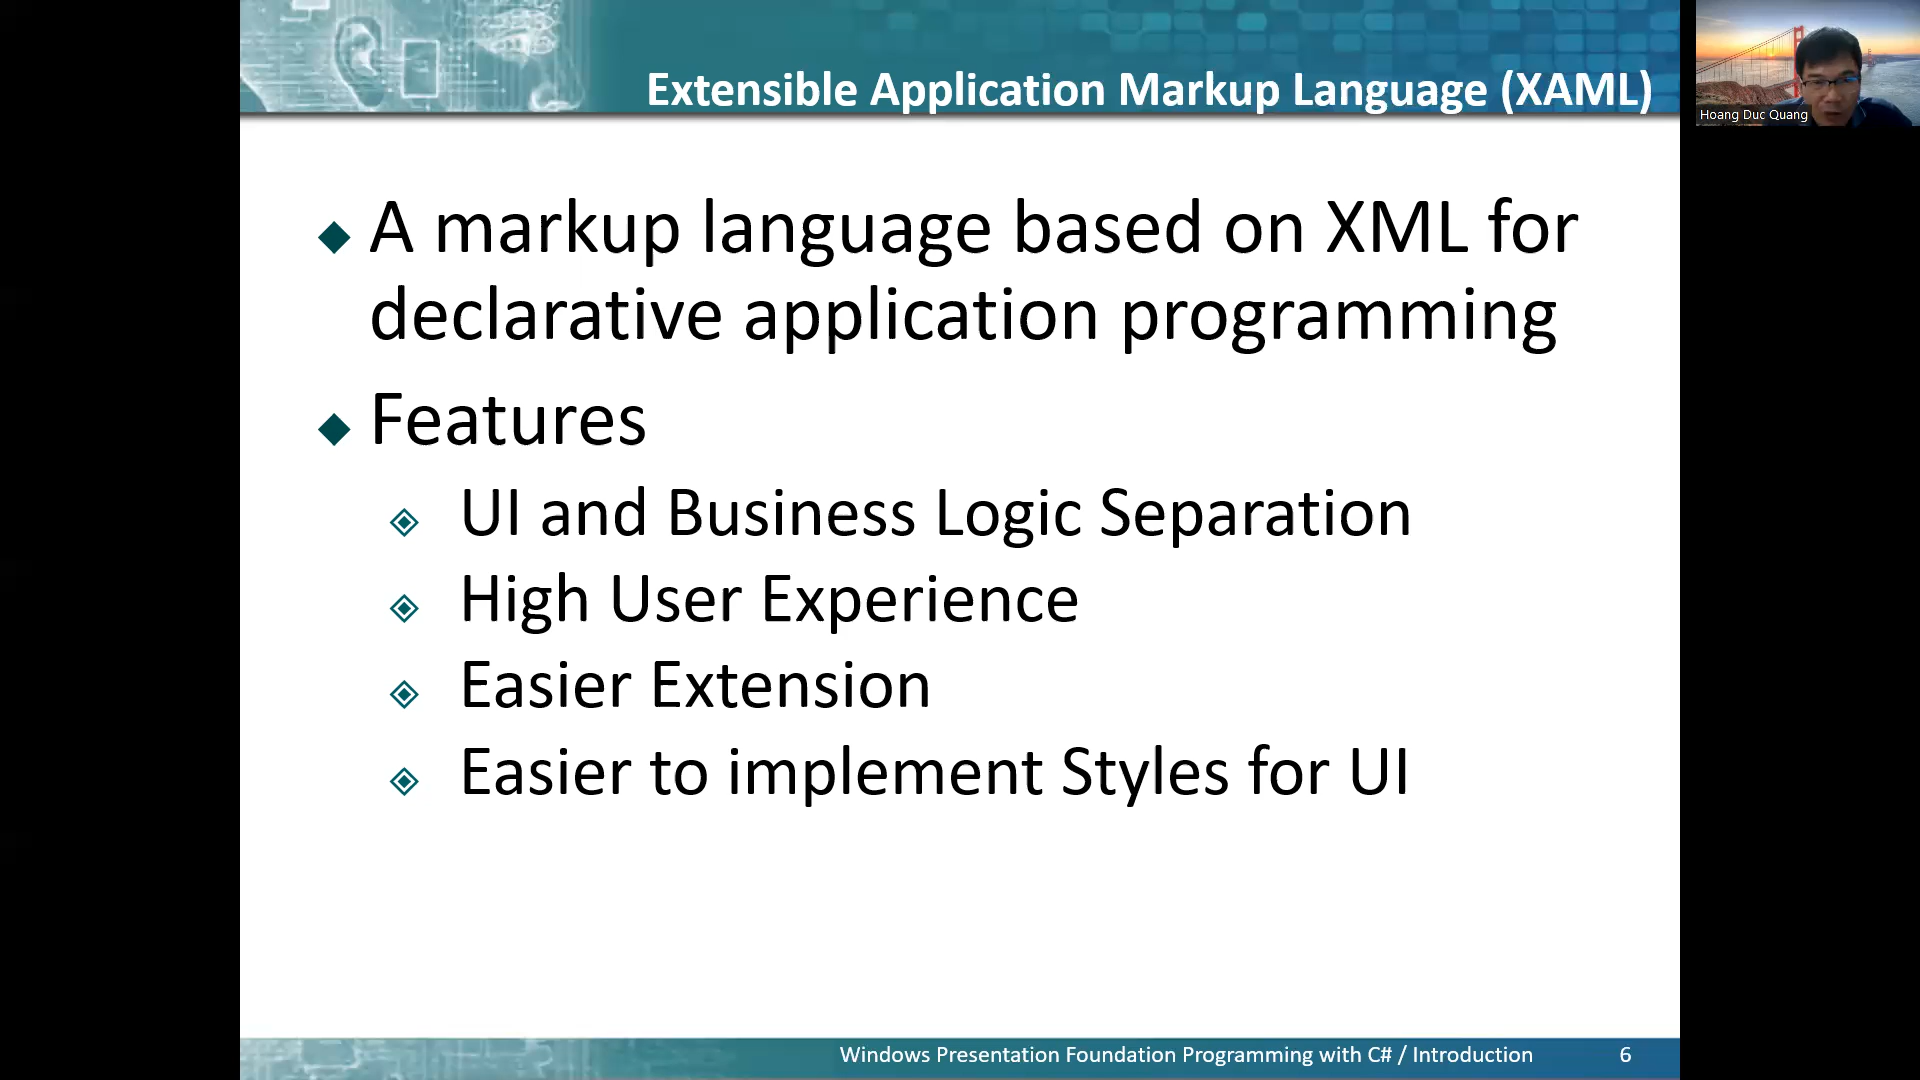 Extensible Application Markup Language (XAML)
Hoang Duc Quang
A markup language based on XML for
declarative application programming
Features
UI and Business Logic Separation
High User Experience
Easier Extension
Easier to implement Styles for UI
Windows Presentation Foundation Programming with C# / Introduction
6